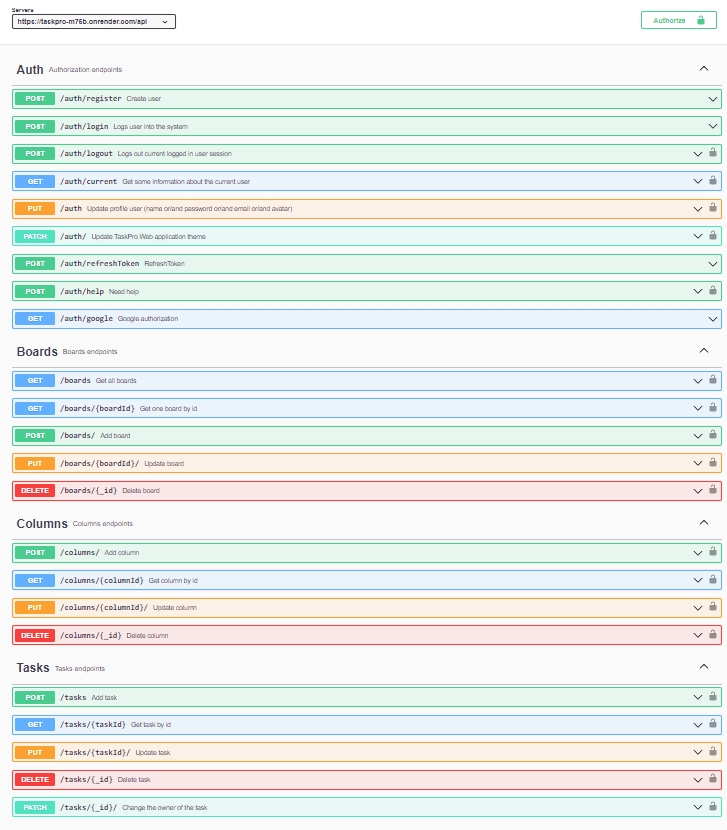 Servers
https://taskpro-m76b.onrender.com/api
Authorize
Auth Authorization endpoints
POST /auth/register Create user
POST /auth/login Logs user into the system
POST /auth/logout Logs out current logged in user session
GET /auth/current Get some information about the current user
PUT /auth Update profile user (name or/and password or/and email or/and avatar)
PATCH /auth/ Update TaskPro Web application theme
POST /auth/refreshToken RefreshToken
POST /auth/help Need help
GET /auth/google Google authorization
Boards Boards endpoints
GET /boards Get all boards
GET /boards/{boardId} Get one board by id
POST /boards/ Add board
PUT /boards/{boardId}/ Update board
DELETE /boards/{_id} Delete board
Columns Columns endpoints
POST /columns/ Add column
GET /columns/{columnId} Get column by id
PUT /columns/{columnId}/ Update column
DELETE /columns/{_id} Delete column
Tasks Tasks endpoints
POST /tasks Add task
GET /tasks/{taskId} Get task by id
PUT /tasks/{taskId}/ Update task
DELETE /tasks/{_id} Delete task
PATCH /tasks/{_id}/ Change the owner of the task